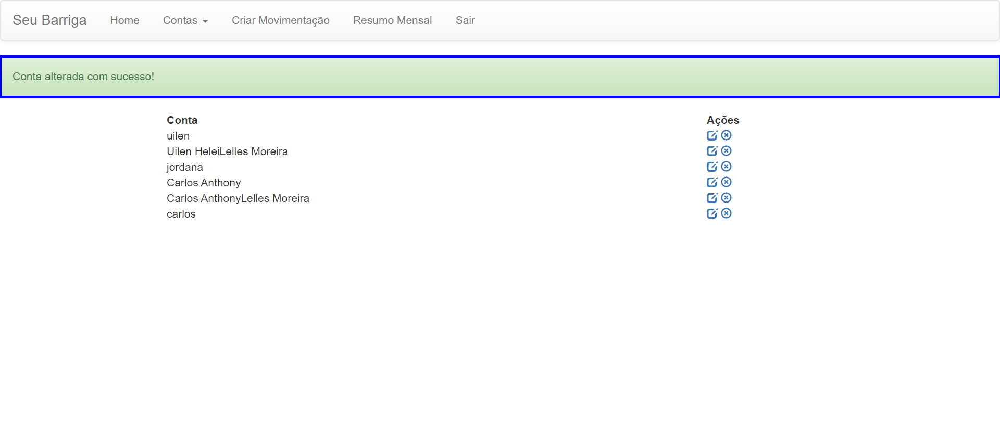 Seu Barriga Home Contas Criar Movimentação Resumo Mensal Sair
Conta alterada com sucesso!
Conta Ações
uilen
Uilen HeleiLelles Moreira
jordana
Carlos Anthony
Carlos AnthonyLelles Moreira
carlos